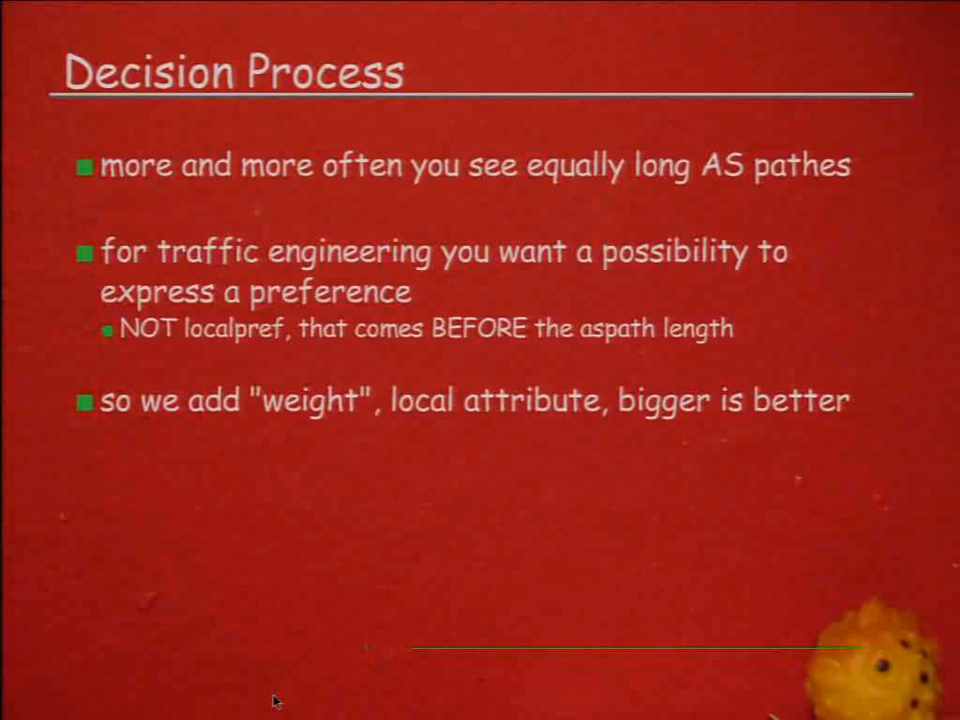 Decision Process
more and more often you see equally long AS pathes
for traffic engineering you want a possibility to
express a preference
NOT localpref, that comes BEFORE the aspath length
so we add "weight", local attribute, bigger is better